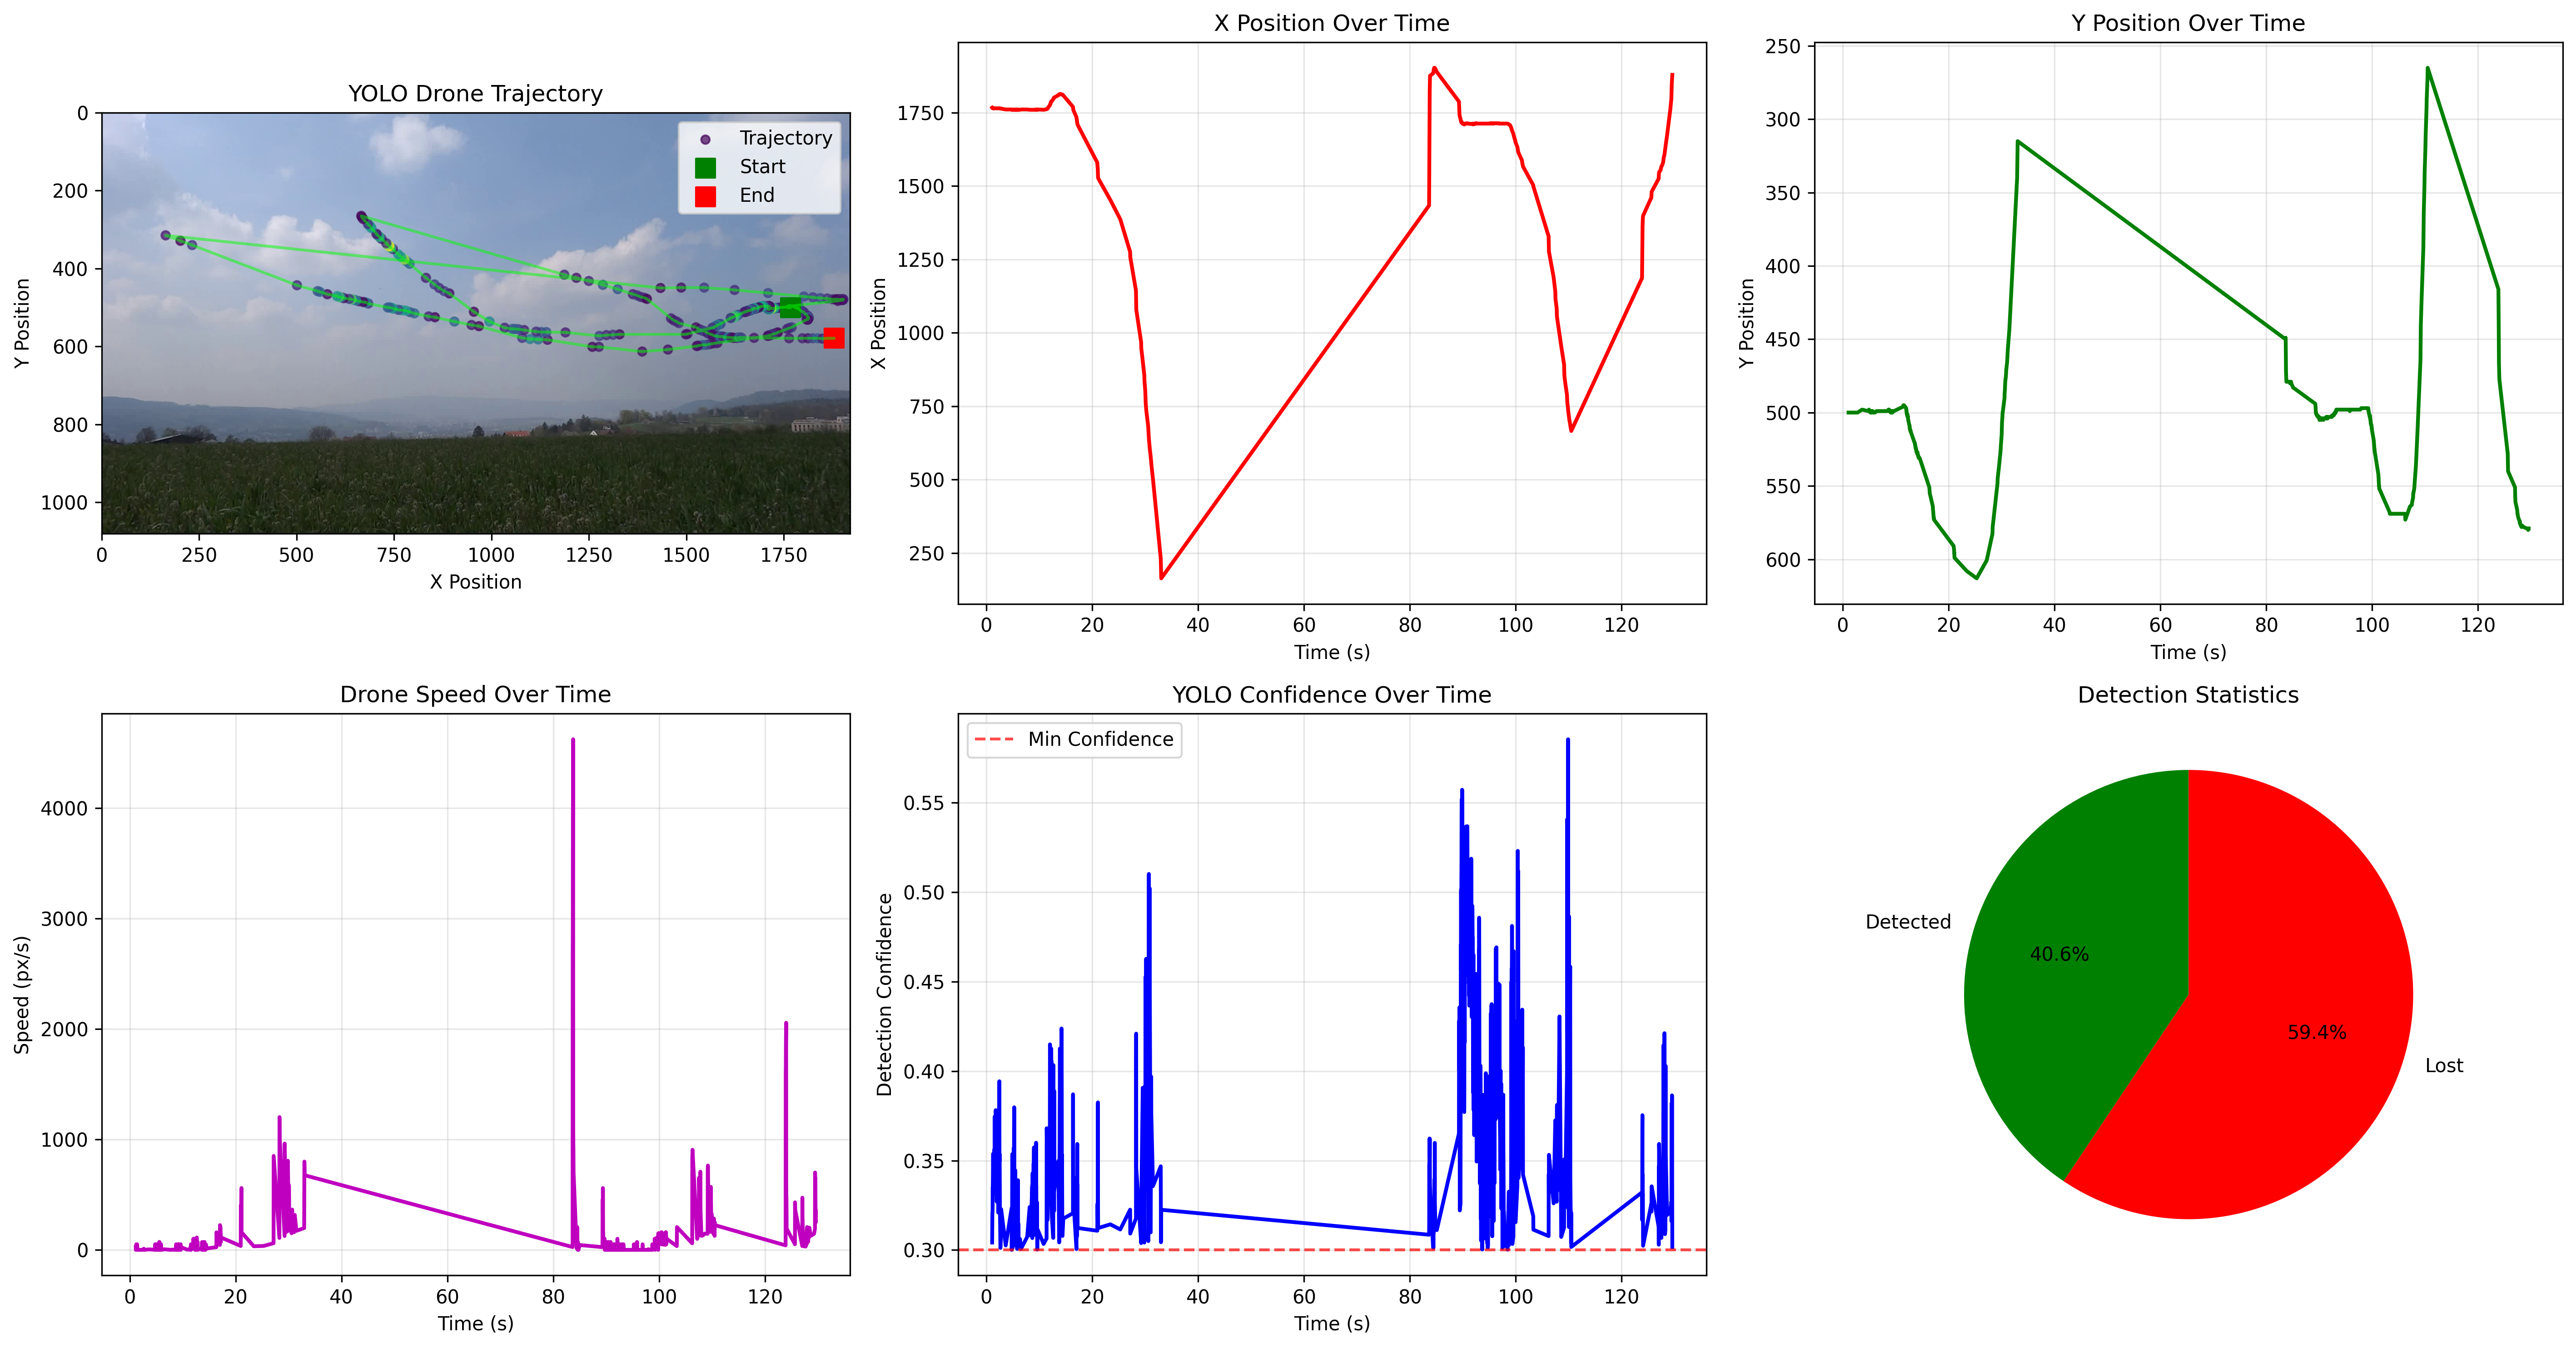 YOLO Drone Trajectory
0
200
400
600
800
1000
Y Position
0 250 500 750 1000 1250 1500 1750
X Position
Trajectory
Start
End
X Position Over Time
1750
1500
1250
1000
750
500
250
X Position
0 20 40 60 80 100 120
Time (s)
Y Position Over Time
250
300
350
400
450
500
550
600
Y Position
0 20 40 60 80 100 120
Time (s)
Drone Speed Over Time
4000
3000
2000
1000
0
Speed (px/s)
0 20 40 60 80 100 120
Time (s)
YOLO Confidence Over Time
Min Confidence
0.55
0.50
0.45
0.40
0.35
0.30
Detection Confidence
0 20 40 60 80 100 120
Time (s)
Detection Statistics
Detected
40.6%
59.4%
Lost